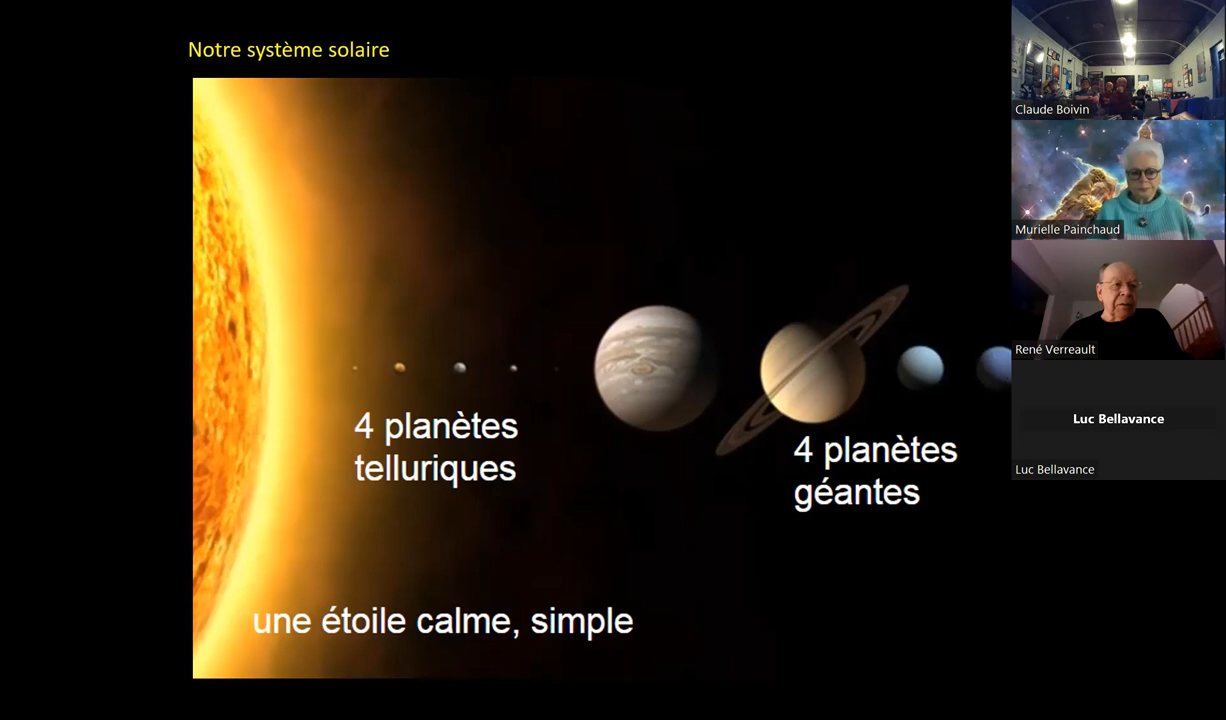 Notre système solaire
4 planètes
telluriques
4 planètes
géantes
une étoile calme, simple
Claude Boivin
Murielle Painchaud
René Verreault
Luc Bellavance
Luc Bellavance